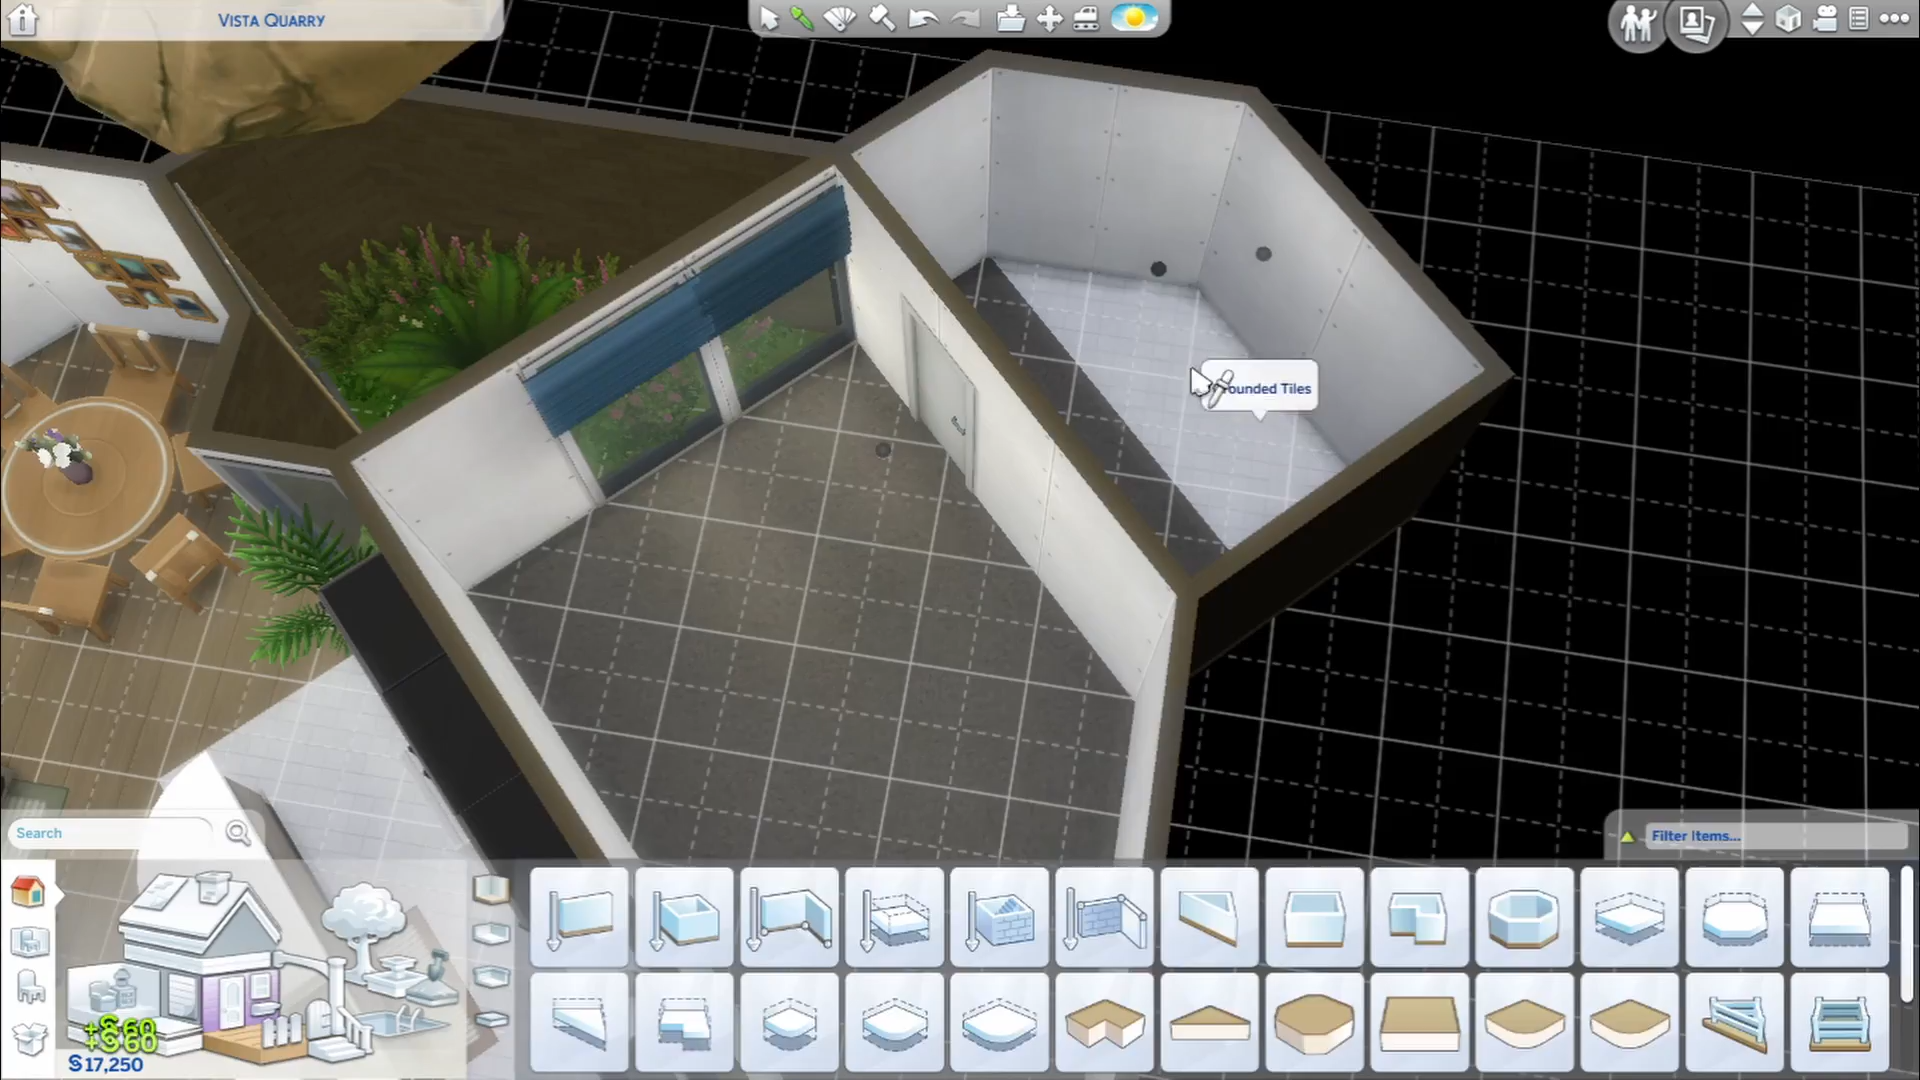 VISTA QUARRY
ounded Tiles
Search
Filter Items...
+§60
+§60
§17,250